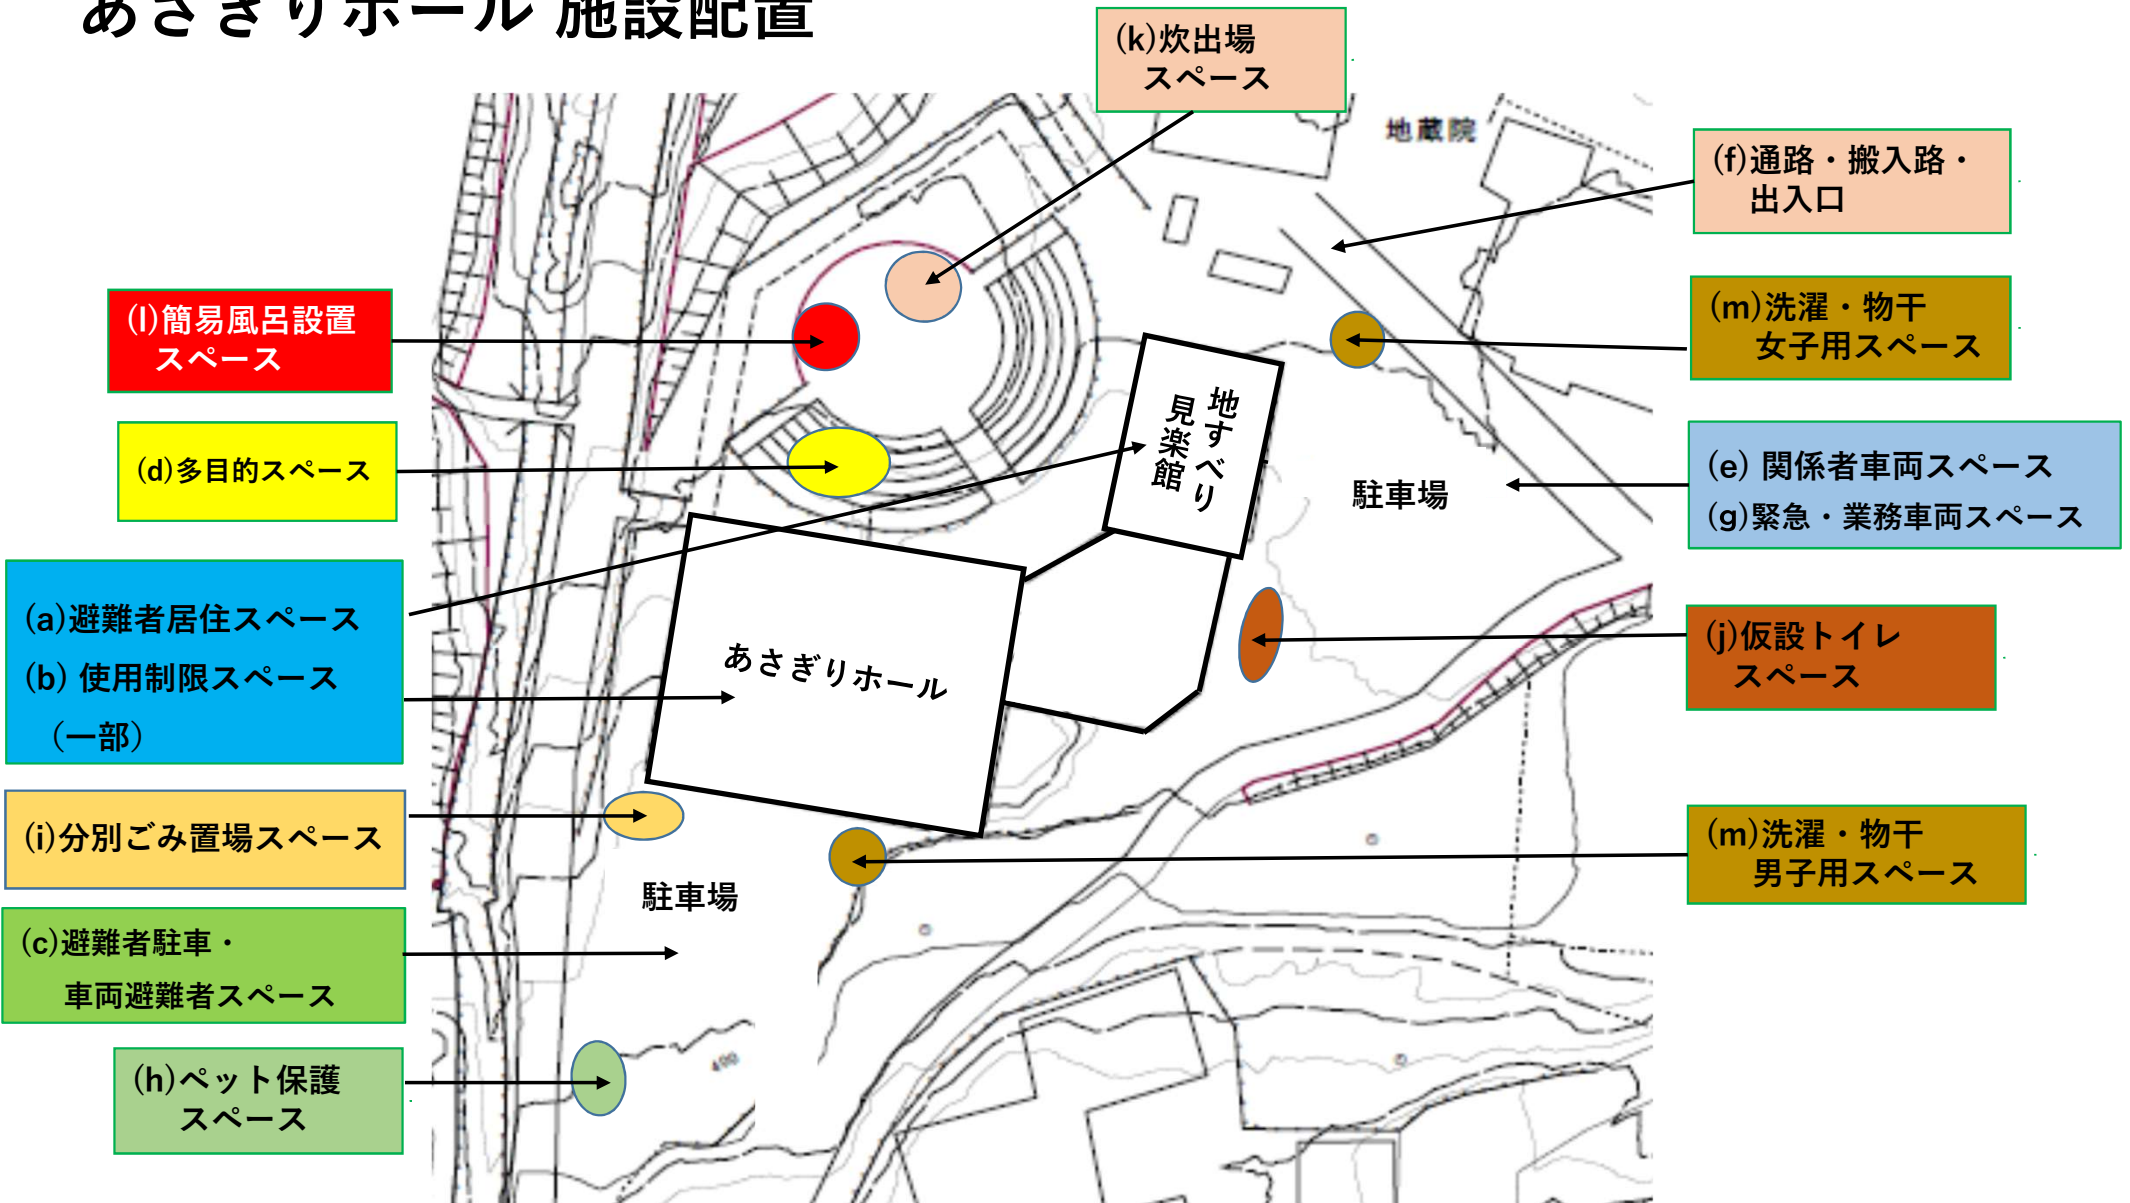 あさぎりホール 施設配置
(k)炊出場
スペース
地蔵院
(f)通路・搬入路・
出入口
(l)簡易風呂設置
スペース
(m)洗濯・物干
女子用スペース
(d)多目的スペース
地すべり
見楽館
駐車場
(e) 関係者車両スペース
(g)緊急・業務車両スペース
(a)避難者居住スペース
(b) 使用制限スペース
（一部）
あさぎりホール
(j)仮設トイレ
スペース
(i)分別ごみ置場スペース
(m)洗濯・物干
男子用スペース
駐車場
(c)避難者駐車・
車両避難者スペース
(h)ペット保護
スペース
400